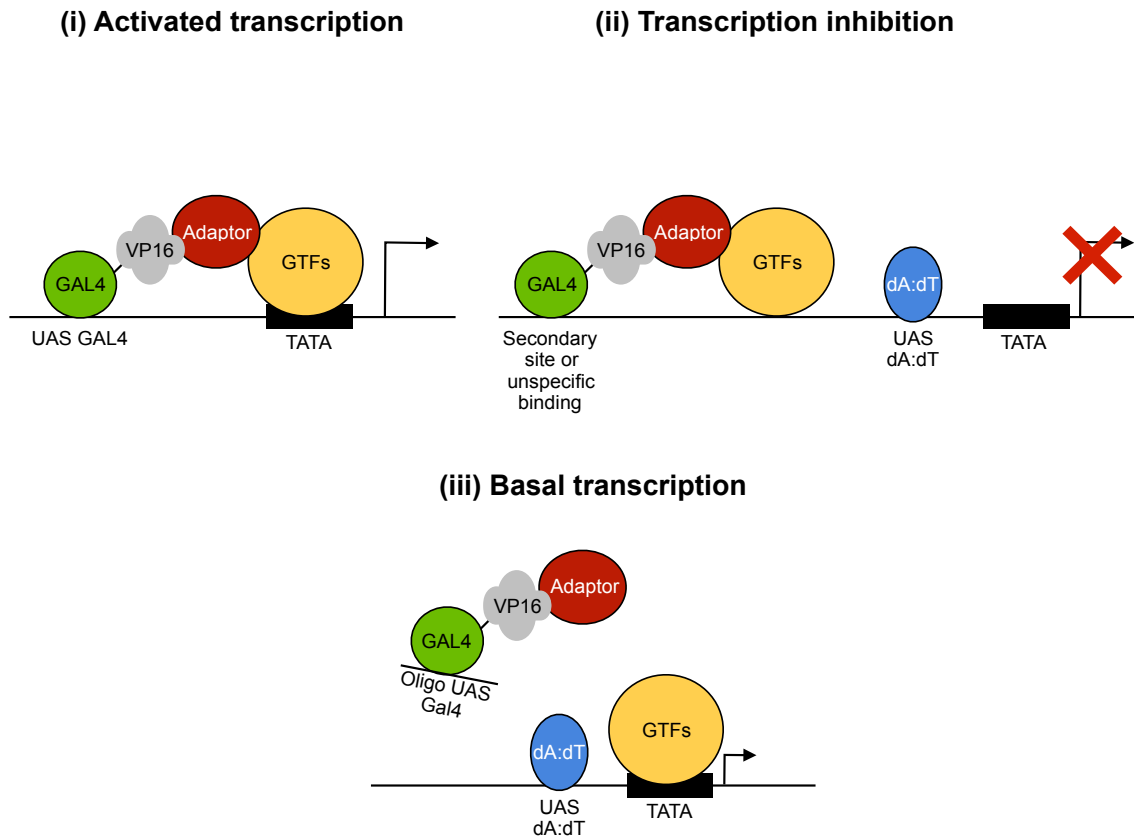 (i) Activated transcription
(ii) Transcription inhibition
GAL4
VP16
Adaptor
GTFs
UAS GAL4
TATA
GAL4
VP16
Adaptor
GTFs
dA:dT
Secondary
site or
unspecific
binding
UAS
dA:dT
TATA
(iii) Basal transcription
Adaptor
VP16
GAL4
Oligo UAS
Gal4
dA:dT
GTFs
UAS
dA:dT
TATA